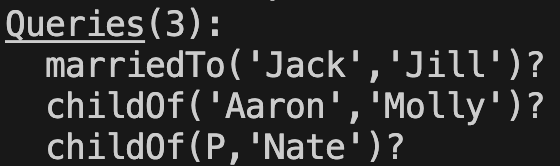 Queries(3):
  marriedTo('Jack','Jill')?
  childOf('Aaron','Molly')?
  childOf(P,'Nate')?